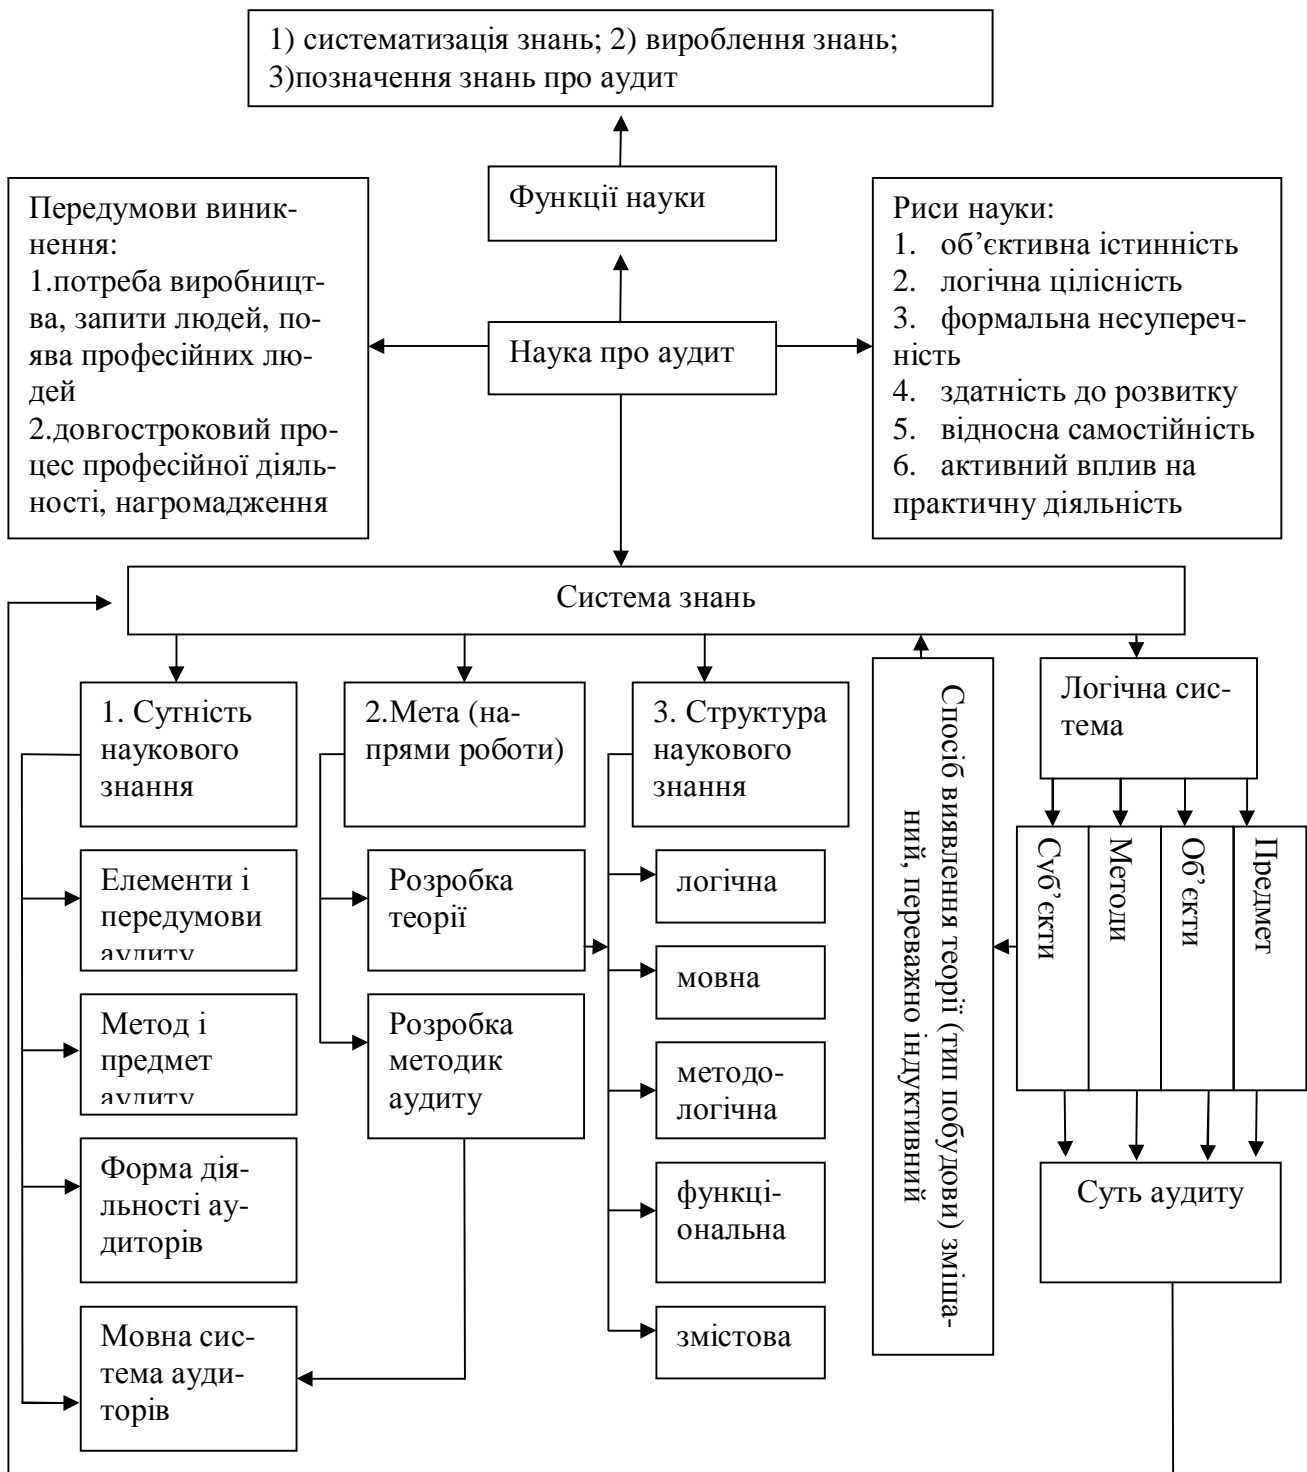 1) систематизація знань; 2) вироблення знань;
3)позначення знань про аудит
Функції науки
Передумови виник-
нення:
1.потреба виробницт-
ва, запити людей, по-
ява професійних лю-
дей
2.довгостроковий про-
цес професійної діяль-
ності, нагромадження
Наука про аудит
Риси науки:
1. об’єктивна істинність
2. логічна цілісність
3. формальна несупереч-
ність
4. здатність до розвитку
5. відносна самостійність
6. активний вплив на
практичну діяльність
Система знань
1. Сутність
наукового
знання
Елементи і
передумови
аудиту
Метод і
предмет
аудиту
Форма дія-
льності ау-
диторів
Мовна сис-
тема ауди-
торів
2.Мета (на-
прями роботи)
Розробка
теорії
Розробка
методик
аудиту
3. Структура
наукового
знання
логічна
мовна
методо-
логічна
функці-
ональна
змістова
Спосіб виявлення теорії (тип побудови) зміша-
ний, переважно індуктивний
Логічна сис-
тема
Суб’єкти
Методи
Об’єкти
Предмет
Суть аудиту